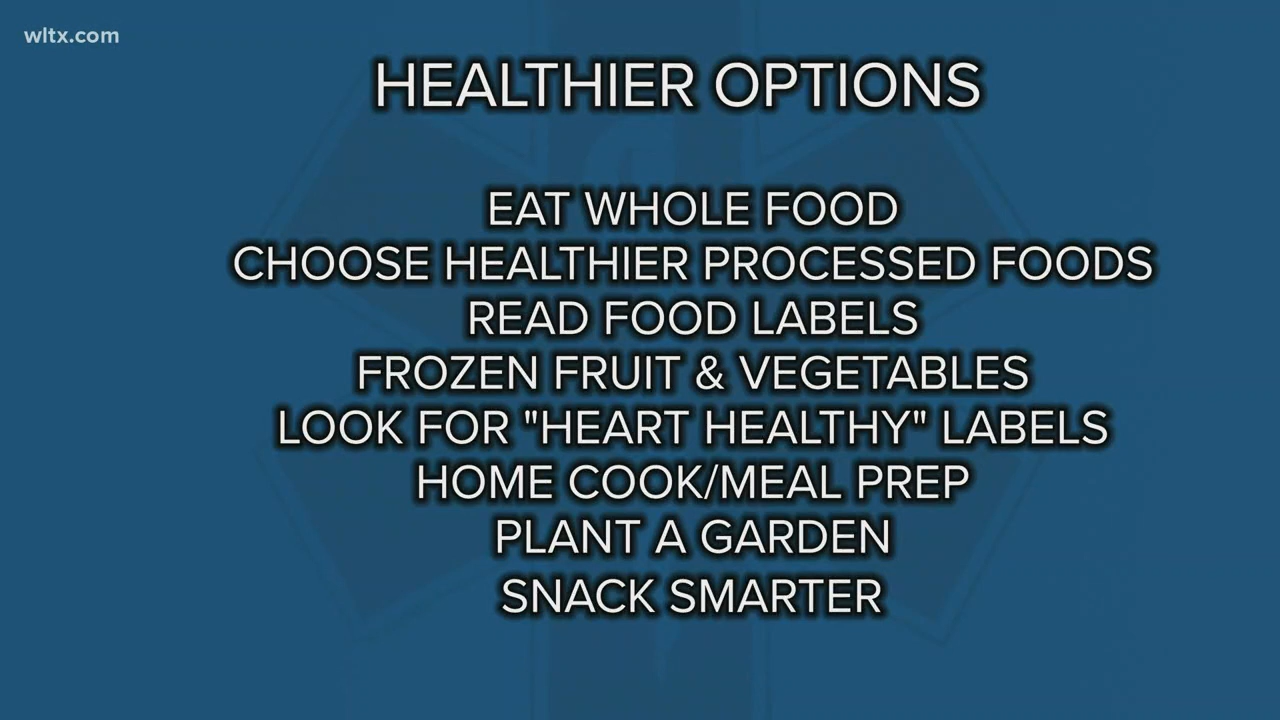 wltx.com
HEALTHIER OPTIONS
EAT WHOLE FOOD
CHOOSE HEALTHIER PROCESSED FOODS
READ FOOD LABELS
FROZEN FRUIT & VEGETABLES
LOOK FOR "HEART HEALTHY" LABELS
HOME COOK/MEAL PREP
PLANT A GARDEN
SNACK SMARTER